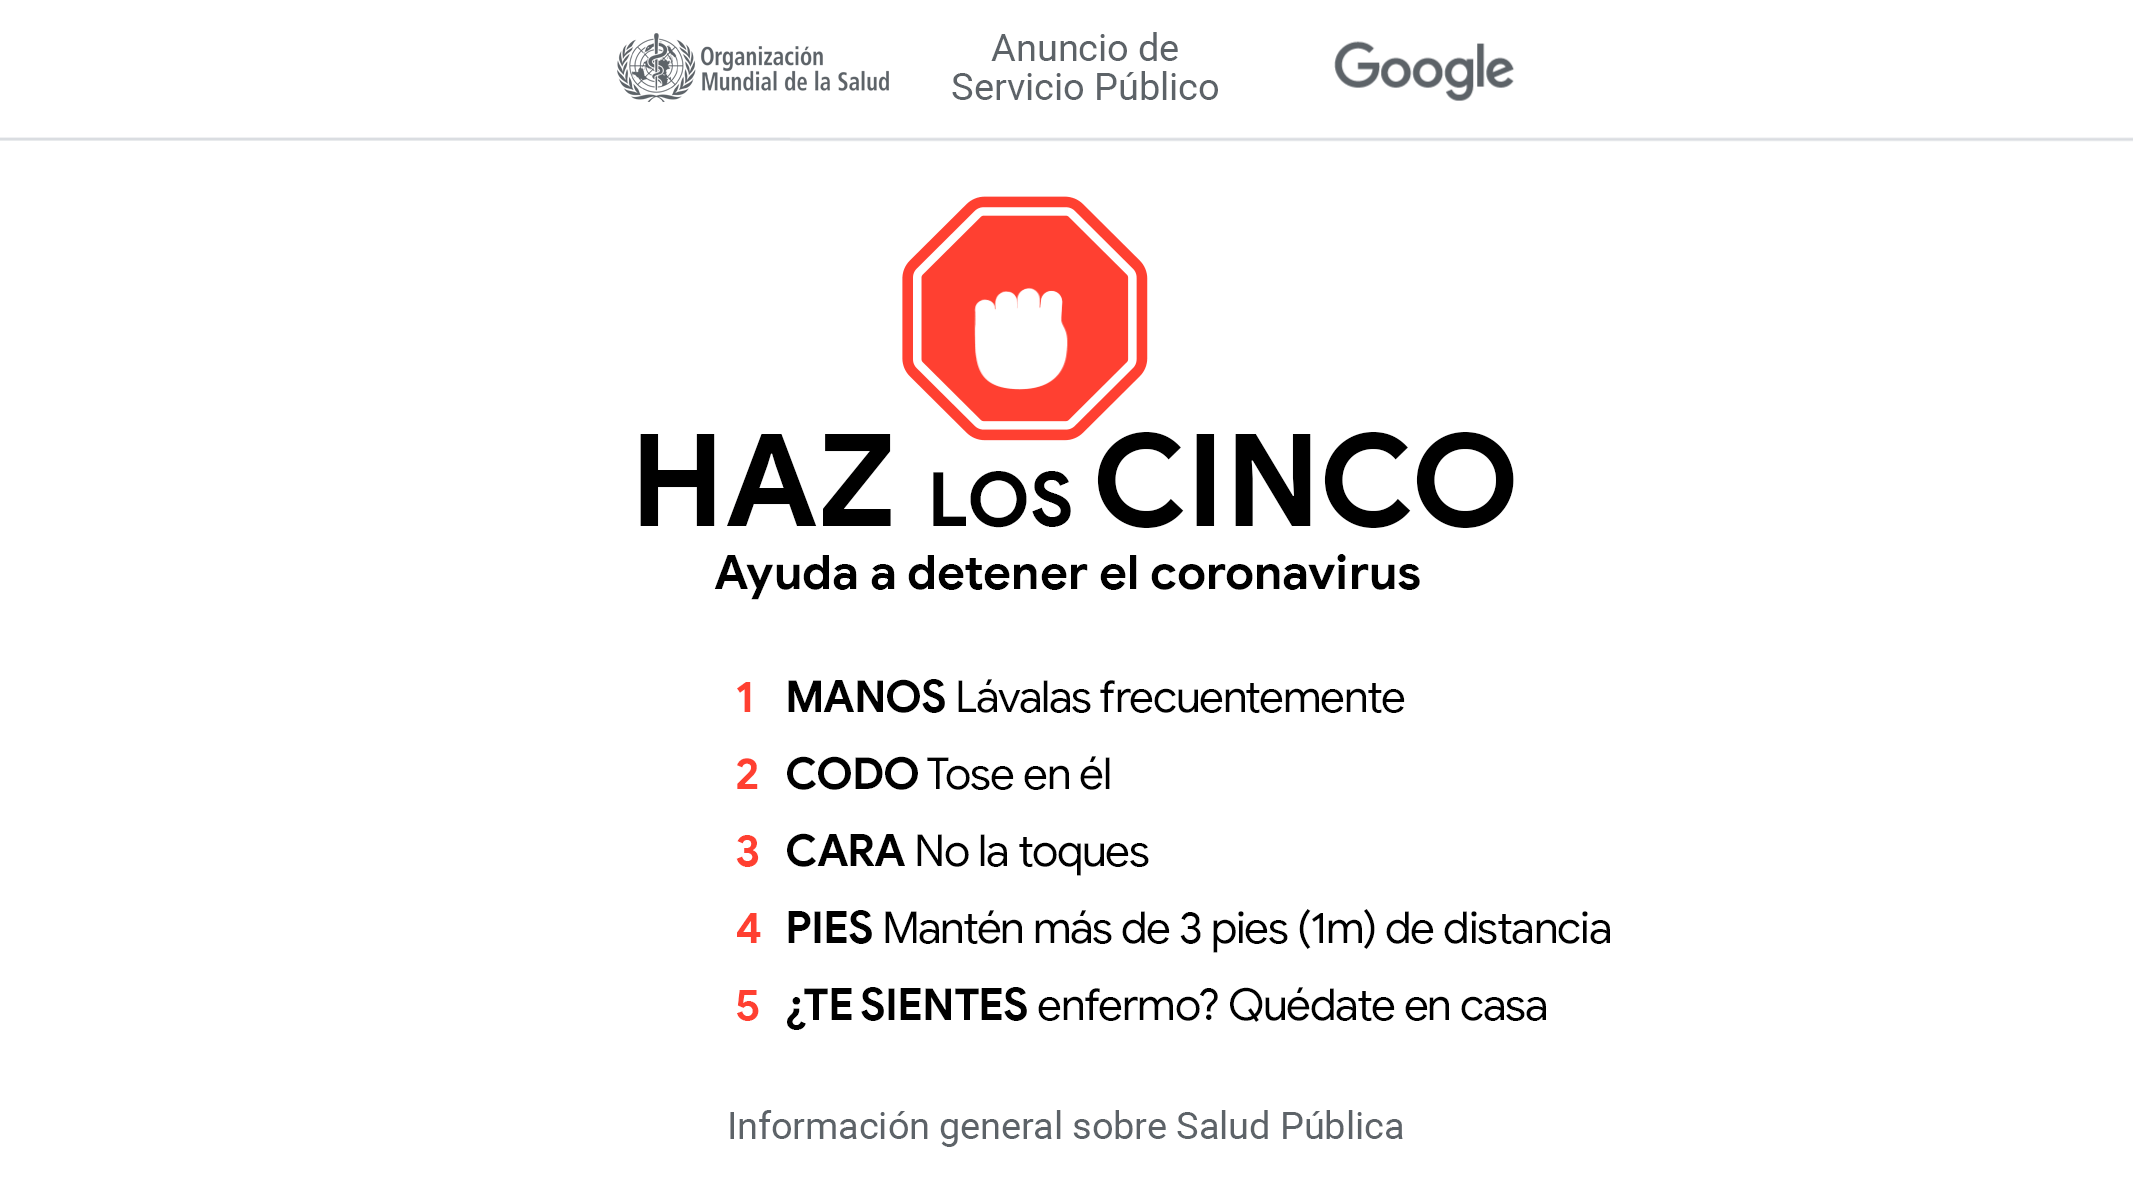 Organización
Mundial de la Salud
Anuncio de
Servicio Público
Google
HAZ LOS CINCO
Ayuda a detener el coronavirus
1 MANOS Lávalas frecuentemente
2 CODO Tose en él
3 CARA No la toques
4 PIES Mantén más de 3 pies (1m) de distancia
5 ¿TE SIENTES enfermo? Quédate en casa
Información general sobre Salud Pública